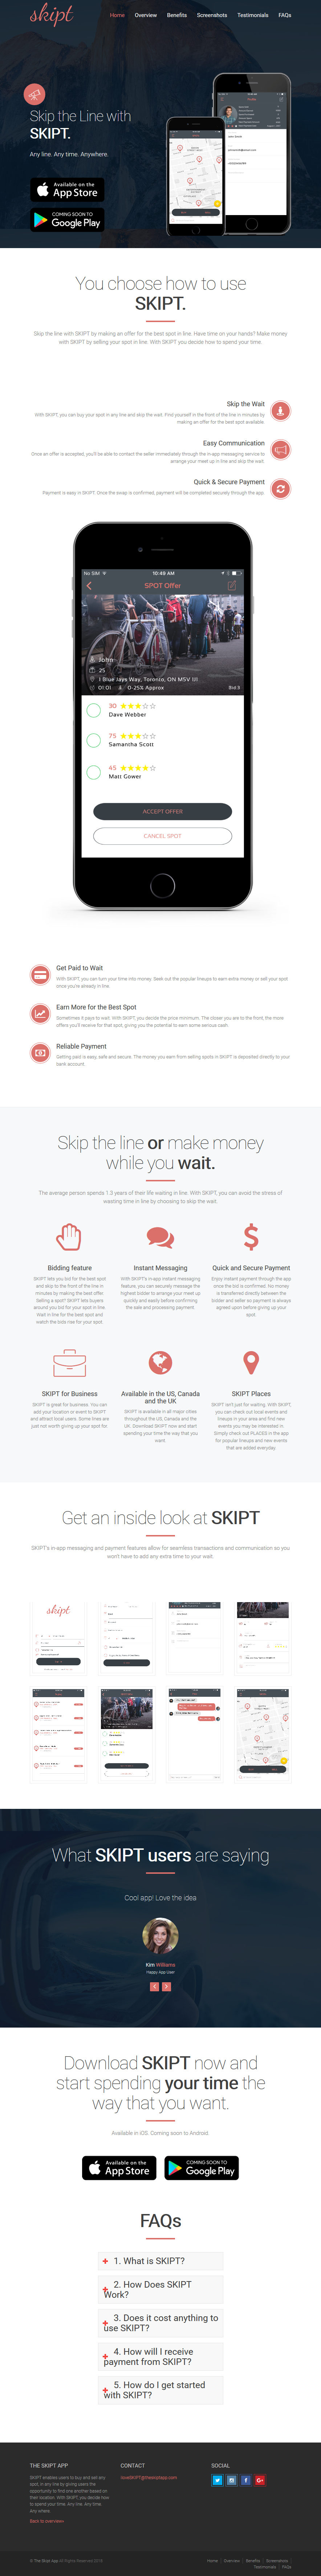 skipt
Home Overview Benefits Screenshots Testimonials FAQs
Skip the Line with
SKIPT.
Any line. Any time. Anywhere.
Available on the
App Store
COMING SOON TO
Google Play
You choose how to use
SKIPT.
Skip the line with SKIPT by making an offer for the best spot in line. Have time on your hands? Make money
with SKIPT by selling your spot in line. With SKIPT you decide how to spend your time.
Skip the Wait
With SKIPT, you can buy your spot in any line and skip the wait. Find yourself in the front of the line in minutes by
making an offer for the best spot available.
Easy Communication
Once an offer is accepted, you'll be able to contact the seller immediately through the in-app messaging service to
arrange your meet up in line and skip the wait.
Quick & Secure Payment
Payment is easy in SKIPT. Once the swap is confirmed, payment will be completed securely through the app.
No SIM 10:48 AM
SPOT Offer
John
25
1 Blue Jays Way, Toronto, ON M5V
01:01 0-25% Approx
30
Dave Webber
75
Samantha Scott
45
Matt Gower
ACCEPT OFFER
CANCEL SPOT
Get Paid to Wait
With SKIPT, you can turn your time into money. Seek out the popular lineups to earn extra money or sell your spot
once you're already in line.
Earn More for the Best Spot
Sometimes it pays to wait. With SKIPT, you decide the price minimum. The closer you are to the front, the more
offers you'll receive for that spot, giving you the potential to earn some serious cash.
Reliable Payment
Getting paid is easy, safe and secure. The money you earn from selling spots in SKIPT is deposited directly to your
bank account.
Skip the line or make money
while you wait.
The average person spends 1.3 years of their life waiting in line. With SKIPT, you can avoid the stress of
wasting time in line by choosing to skip the wait.
Bidding feature
SKIPT lets you bid for the best spot
and skip to the front of the line in
minutes by making the best offer.
Selling a spot? SKIPT lets buyers
around you bid for your spot in line.
Wait in line for the best spot and
watch the bids rise for your spot.
Instant Messaging
With SKIPT's in-app instant messaging
feature, you can securely message the
highest bidder to arrange your meet up
quickly and easily before confirming
the swap and processing payment.
Quick and Secure Payment
Enjoy instant payment through the app
once the bid is confirmed. No money
is transferred directly between the
bidder and seller so payment is always
agreed upon before giving up your
spot.
SKIPT for Business
SKIPT is great for business. You can
add your location or event to SKIPT
and attract local users. Some lines are
just not worth giving up your spot for.
Available in the US, Canada
and the UK
SKIPT is available in all major cities
throughout the US, Canada and the
UK. Download SKIPT now and start
spending your time the way that you
want.
SKIPT Places
SKIPT isn't just for waiting. With SKIPT,
you can check out local events and
lineups in your area and find new
events you may be interested in.
Simply check out PLACES in the app
for popular lineups and new events
that are added everyday.
Get an inside look at SKIPT
SKIPT's in-app messaging and payment features allow for seamless transactions and communication so you
won't have to add any extra time to your wait.
skipt
What SKIPT users are saying
Cool app! Love the idea
Kim Williams
Happy App User
Download SKIPT now and
start spending your time the
way that you want.
Available in iOS. Coming soon to Android.
Available on the
App Store
COMING SOON TO
Google Play
FAQs
1. What is SKIPT?
2. How Does SKIPT
Work?
3. Does it cost anything to
use SKIPT?
4. How will I receive
payment from SKIPT?
5. How do I get started
with SKIPT?
THE SKIPT APP
SKIPT enables users to buy and sell any
spot, in any line by giving users the
opportunity to find one another based on
their location. With SKIPT, you decide how
to spend your time. Any line. Any time.
Any where.
Back to overview
CONTACT
loveSKIPT@theskiptapp.com
SOCIAL
© The Skipt App All Rights Reserved 2016
Home Overview Benefits Screenshots
Testimonials FAQs